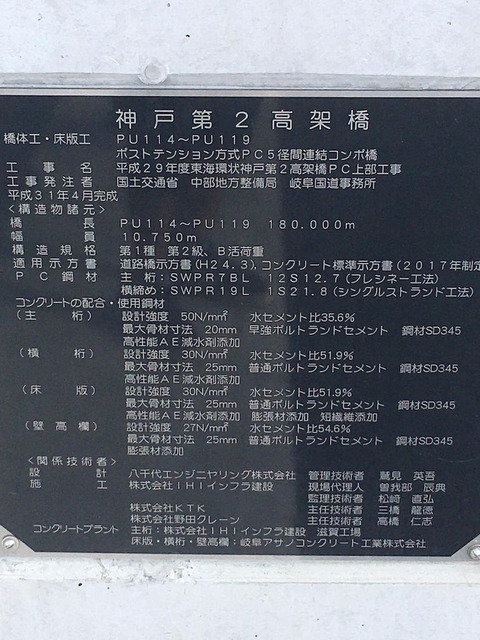 神戸第２高架橋
橋体工・床版工 ＰＵ１１４～ＰＵ１１９
ポストテンション方式ＰＣ５径間連結コンポ橋
工事名 平成２９年度東海環状神戸第２高架橋ＰＣ上部工事
工事発注者 国土交通省 中部地方整備局 岐阜国道事務所
平成３１年４月完成
＜構造物諸元＞
橋長 ＰＵ１１４～ＰＵ１１９ １８０.０００ｍ
幅員 １０.７５０ｍ
構造規格 第１種 第２級、Ｂ活荷重
適用示方書 道路橋示方書（Ｈ２４.３），コンクリート標準示方書（２０１７年制定
ＰＣ鋼材 主桁：ＳＷＰＲ７ＢＬ １２Ｓ１２.７（フレシネー工法）
横締め：ＳＷＰＲ１９Ｌ １Ｓ２１.８（シングルストランド工法）
コンクリートの配合・使用鋼材
（主桁） 設計強度 50N/mm² 水セメント比35.6%
最大骨材寸法 20mm 早強ポルトランドセメント 鋼材SD345
高性能ＡＥ減水剤添加
（横桁） 設計強度 30N/mm² 水セメント比51.9%
最大骨材寸法 25mm 普通ポルトランドセメント 鋼材SD345
高性能ＡＥ減水剤添加
（床版） 設計強度 30N/mm² 水セメント比51.9%
最大骨材寸法 25mm 普通ポルトランドセメント 鋼材SD345
高性能ＡＥ減水剤添加 膨張材添加 短繊維添加
（壁高欄） 設計強度 27N/mm² 水セメント比54.6%
最大骨材寸法 25mm 普通ポルトランドセメント 鋼材SD345
膨張材添加
＜関係技術者＞
設計 八千代エンジニヤリング株式会社 管理技術者 鷲見 英吾
施工 株式会社ＩＨＩインフラ建設 現場代理人 曽我部 辰典
監理技術者 松﨑 直弘
株式会社ＫＴＫ 主任技術者 三橋 龍徳
株式会社野田クレーン 主任技術者 高橋 仁志
コンクリートプラント 主桁：株式会社ＩＨＩインフラ建設 滋賀工場
床版・横桁・壁高欄：岐阜アサノコンクリート工業株式会社